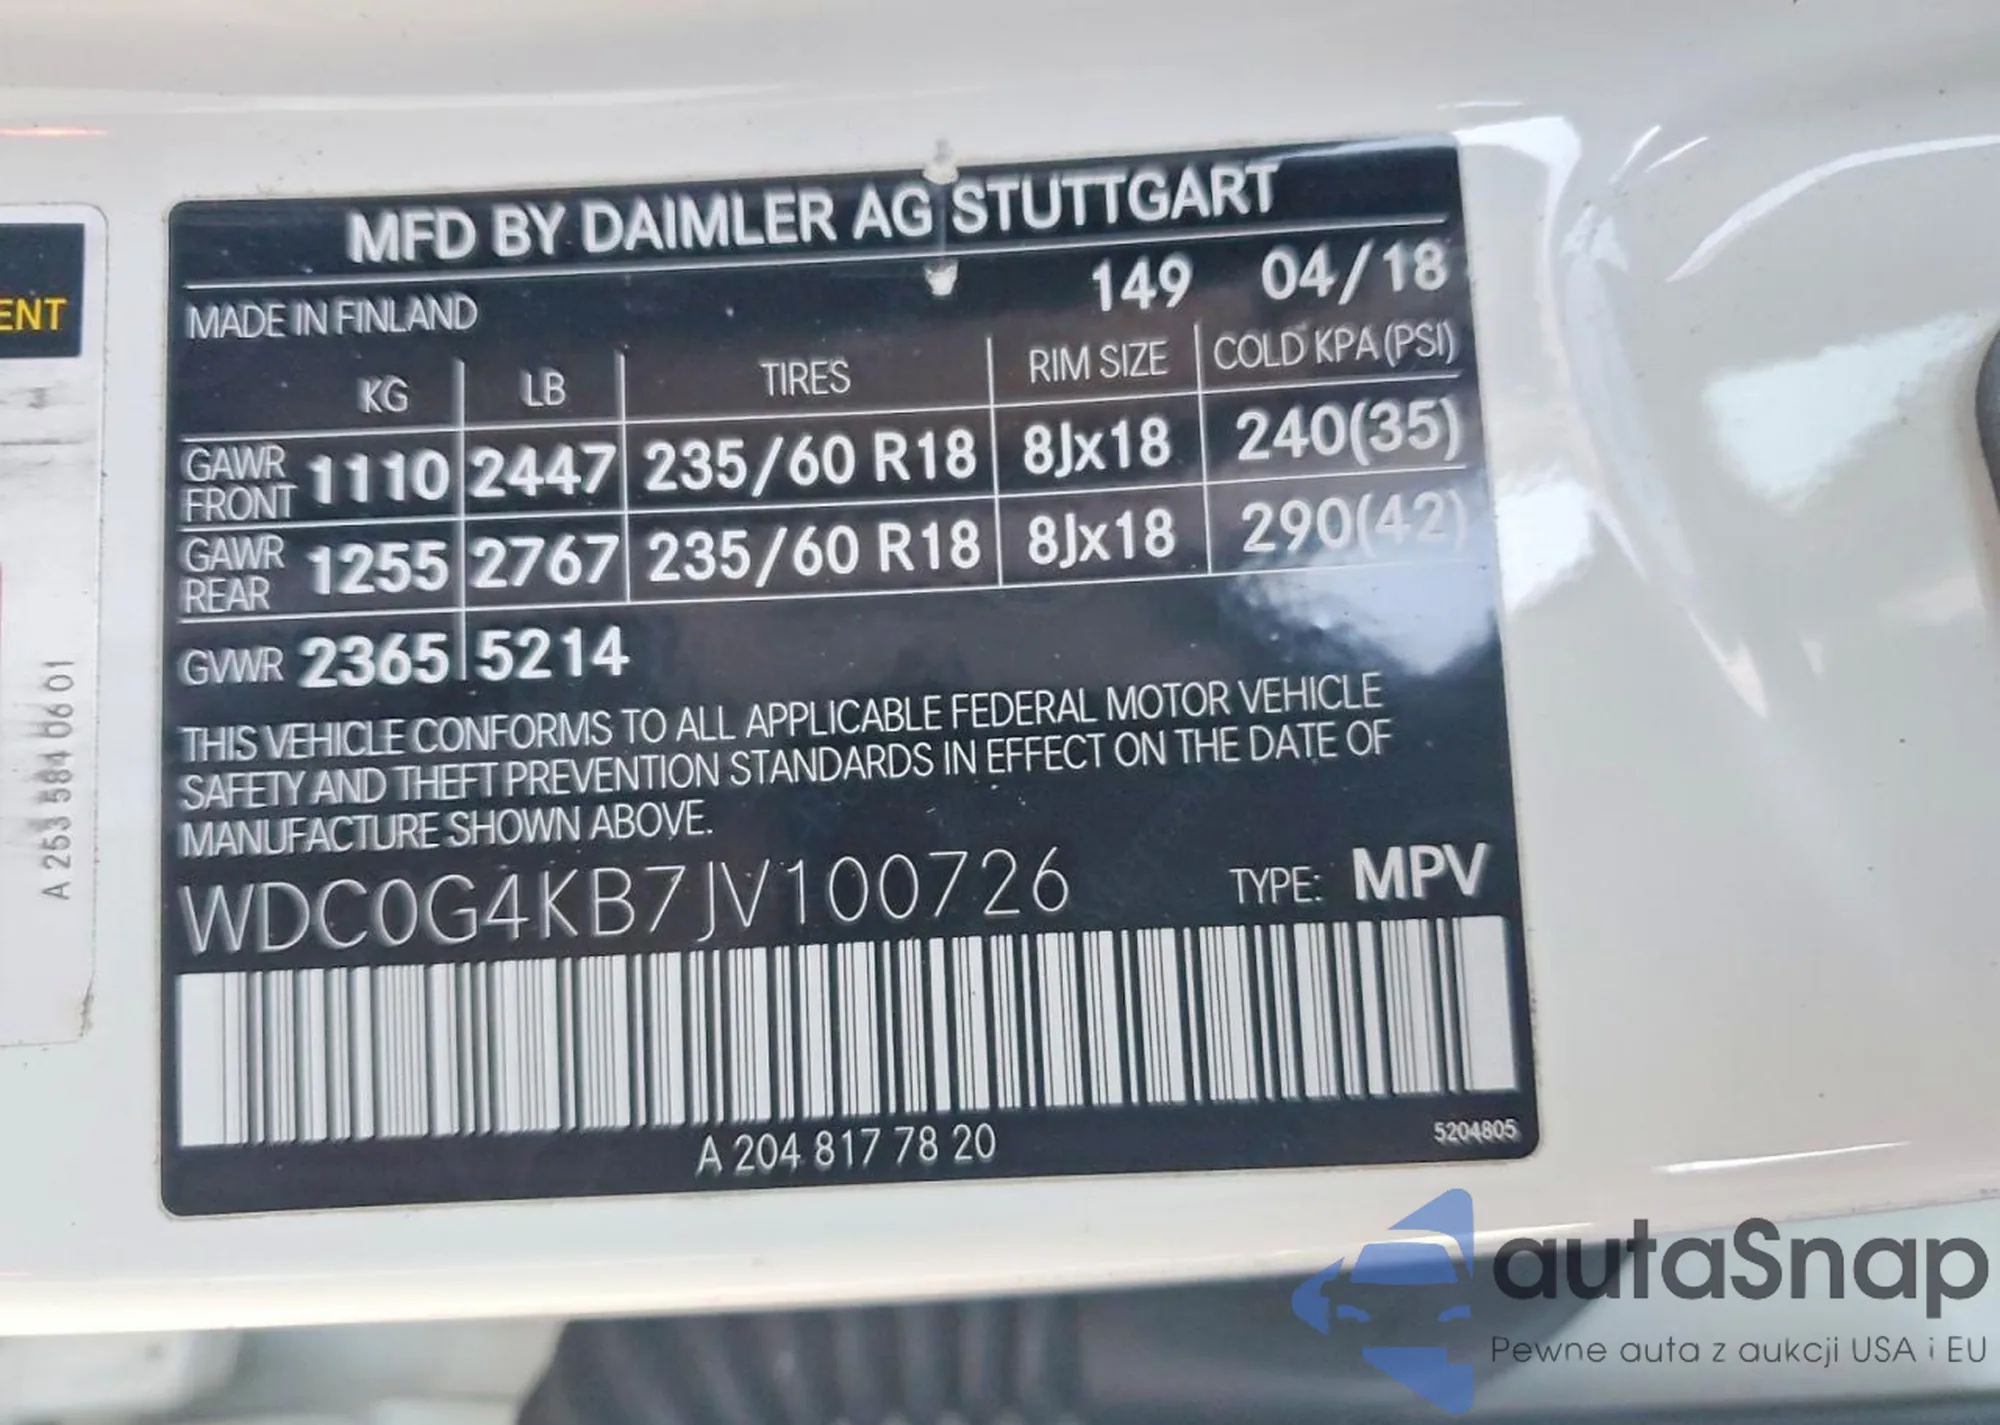 MFD BY DAIMLER AG STUTTGART
MADE IN FINLAND 149 04/18
KG LB TIRES RIM SIZE COLD KPA (PSI)
GAWR FRONT 1110 2447 235/60 R18 8Jx18 240(35)
GAWR REAR 1255 2767 235/60 R18 8Jx18 290(42)
GVWR 2365 5214
THIS VEHICLE CONFORMS TO ALL APPLICABLE FEDERAL MOTOR VEHICLE
SAFETY AND THEFT PREVENTION STANDARDS IN EFFECT ON THE DATE OF
MANUFACTURE SHOWN ABOVE.
WDC0G4KB7JV100726 TYPE: MPV
A 204 817 78 20 5204805
ENT
A 253 584 06 01
autaSnap
Pewne auta z aukcji USA i EU